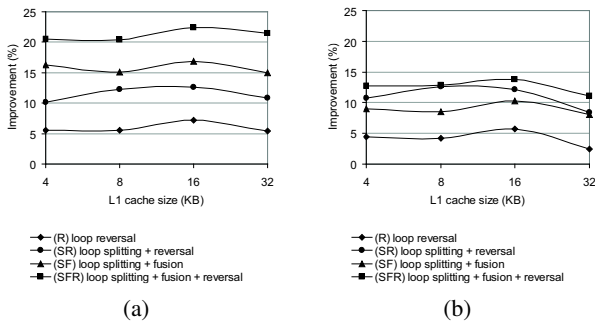 25
20
15
10
5
0
Improvement (%)
4 8 16 32
L1 cache size (KB)
(R) loop reversal
(SR) loop splitting + reversal
(SF) loop splitting + fusion
(SFR) loop splitting + fusion + reversal
(a)
25
20
15
10
5
0
Improvement (%)
4 8 16 32
L1 cache size (KB)
(R) loop reversal
(SR) loop splitting + reversal
(SF) loop splitting + fusion
(SFR) loop splitting + fusion + reversal
(b)